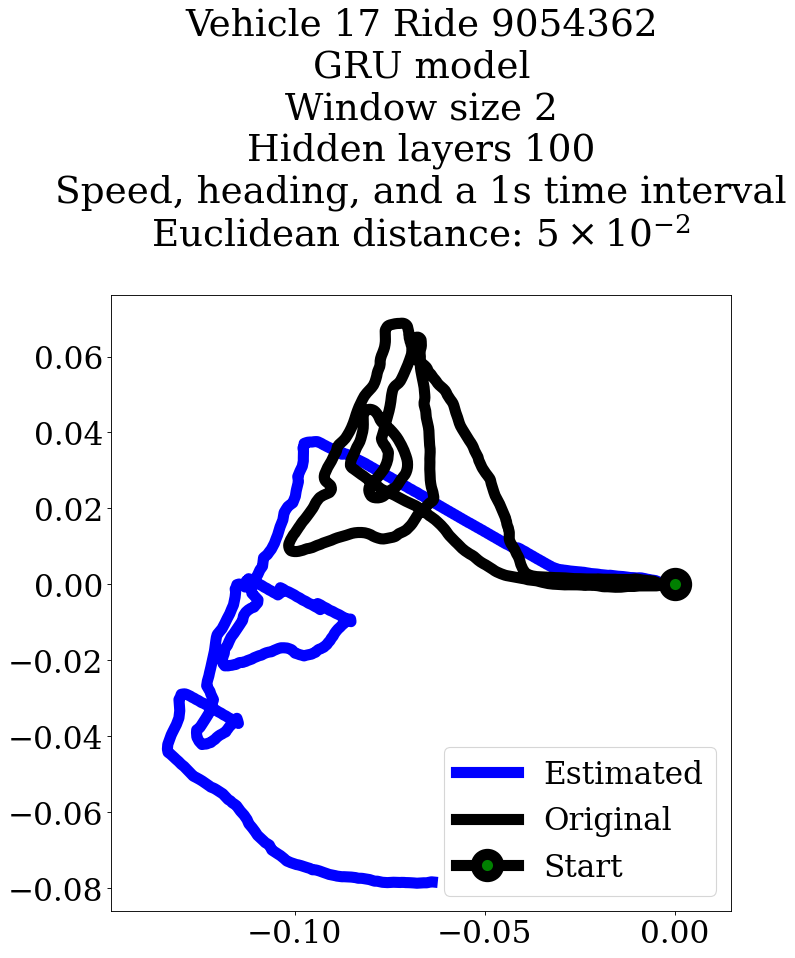 Vehicle 17 Ride 9054362
GRU model
Window size 2
Hidden layers 100
Speed, heading, and a 1s time interval
Euclidean distance: 5 × 10⁻²
0.06
0.04
0.02
0.00
−0.02
−0.04
−0.06
−0.08
Estimated
Original
Start
−0.10
−0.05
0.00